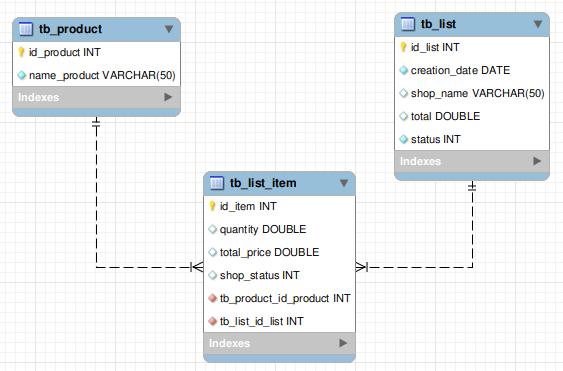 tb_product
id_product INT
name_product VARCHAR(50)
Indexes
tb_list
id_list INT
creation_date DATE
shop_name VARCHAR(50)
total DOUBLE
status INT
Indexes
tb_list_item
id_item INT
quantity DOUBLE
total_price DOUBLE
shop_status INT
tb_product_id_product INT
tb_list_id_list INT
Indexes